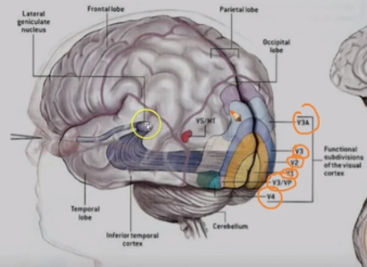 Lateral
geniculate
nucleus
Frontal lobe
Parietal lobe
Occipital
lobe
V5/MT
V3A
V3
V2
V1
V3/VP
V4
Functional
subdivisions
of the visual
cortex
Temporal
lobe
Inferior temporal
cortex
Cerebellum